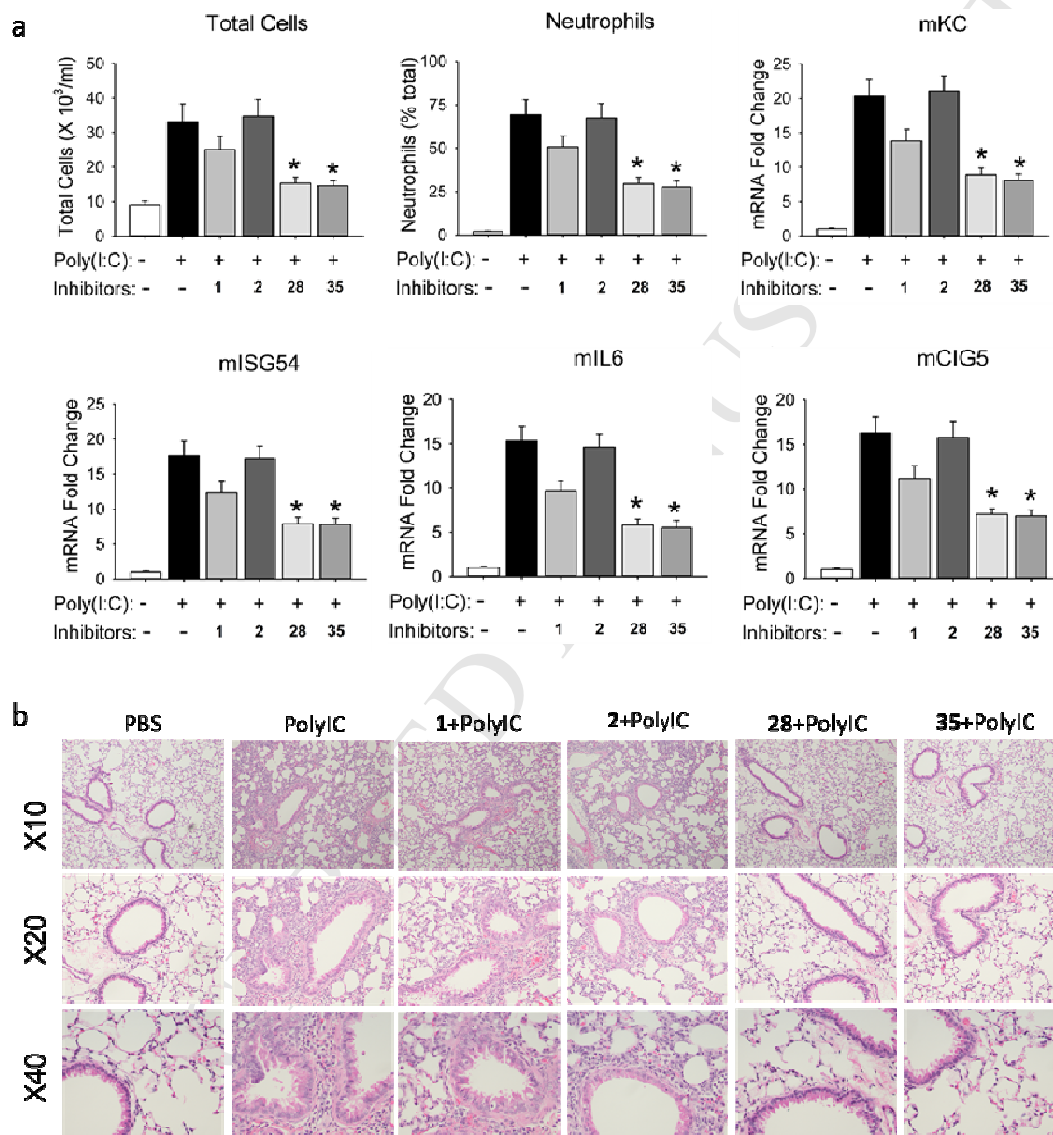 a
Total Cells
Neutrophils
mKC
Total Cells (X 10³/ml)
50
40
30
20
10
0
Neutrophils (% total)
100
75
50
25
0
mRNA Fold Change
25
20
15
10
5
0
* *
* *
* *
Poly(I:C): - + + + + +
Inhibitors: - - 1 2 28 35
Poly(I:C): - + + + + +
Inhibitors: - - 1 2 28 35
Poly(I:C): - + + + + +
Inhibitors: - - 1 2 28 35
mISG54
mIL6
mCIG5
mRNA Fold Change
25
20
15
10
5
0
mRNA Fold Change
20
15
10
5
0
mRNA Fold Change
20
15
10
5
0
* *
* *
* *
Poly(I:C): - + + + + +
Inhibitors: - - 1 2 28 35
Poly(I:C): - + + + + +
Inhibitors: - - 1 2 28 35
Poly(I:C): - + + + + +
Inhibitors: - - 1 2 28 35
b
PBS PolyIC 1+PolyIC 2+PolyIC 28+PolyIC 35+PolyIC
X10
X20
X40